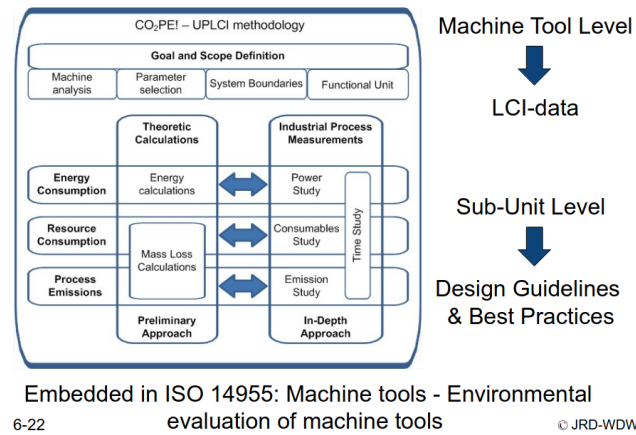 CO₂PE! – UPLCI methodology
Goal and Scope Definition
Machine
analysis
Parameter
selection
System Boundaries
Functional Unit
Theoretic
Calculations
Industrial Process
Measurements
Energy
Consumption
Energy
calculations
Power
Study
Resource
Consumption
Mass Loss
Calculations
Consumables
Study
Time Study
Process
Emissions
Emission
Study
Preliminary
Approach
In-Depth
Approach
Machine Tool Level
LCI-data
Sub-Unit Level
Design Guidelines
& Best Practices
Embedded in ISO 14955: Machine tools - Environmental
evaluation of machine tools
6-22
© JRD-WDW